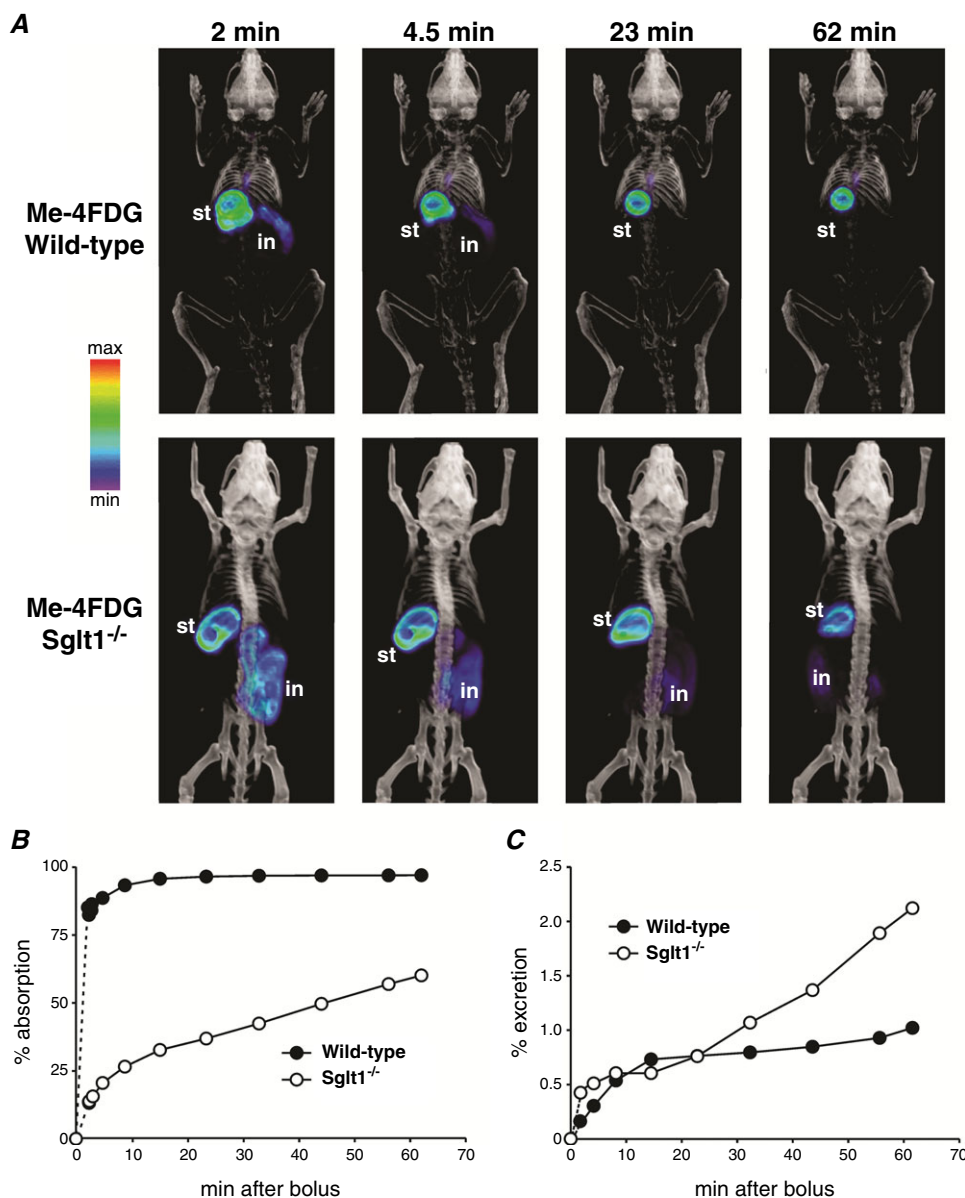 A
2 min 4.5 min 23 min 62 min
Me-4FDG
Wild-type
st in st in st st
max
min
Me-4FDG
Sglt1-/-
st in st in st in st in
B
100
75
50
25
0
% absorption
Wild-type
Sglt1-/-
0 10 20 30 40 50 60 70
min after bolus
C
2.5
2.0
1.5
1.0
0.5
0
% excretion
Wild-type
Sglt1-/-
0 10 20 30 40 50 60 70
min after bolus